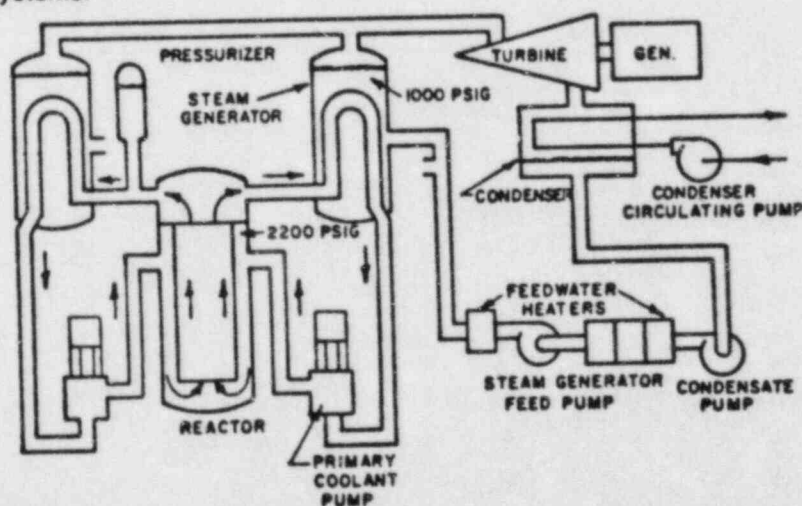 PRESSURIZER
TURBINE
GEN.
STEAM
GENERATOR
1000 PSIG
CONDENSER
CONDENSER
CIRCULATING PUMP
2200 PSIG
FEEDWATER
HEATERS
STEAM GENERATOR
FEED PUMP
CONDENSATE
PUMP
REACTOR
PRIMARY
COOLANT
PUMP